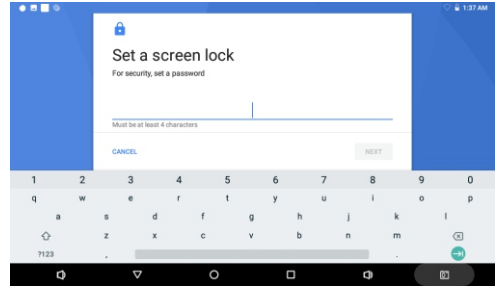 1:37 AM
Set a screen lock
For security, set a password
Must be at least 4 characters
CANCEL NEXT
1 2 3 4 5 6 7 8 9 0
q w e r t y u i o p
a s d f g h j k l
z x c v b n m
?123 , .